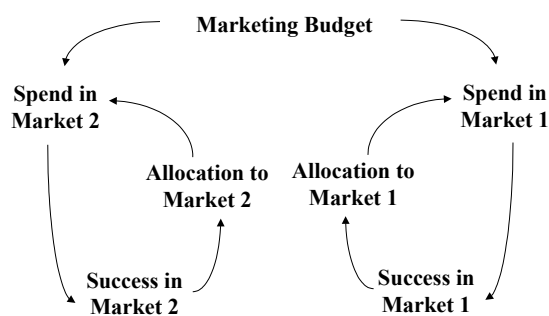 Marketing Budget
Spend in
Market 2
Spend in
Market 1
Allocation to
Market 2
Allocation to
Market 1
Success in
Market 2
Success in
Market 1